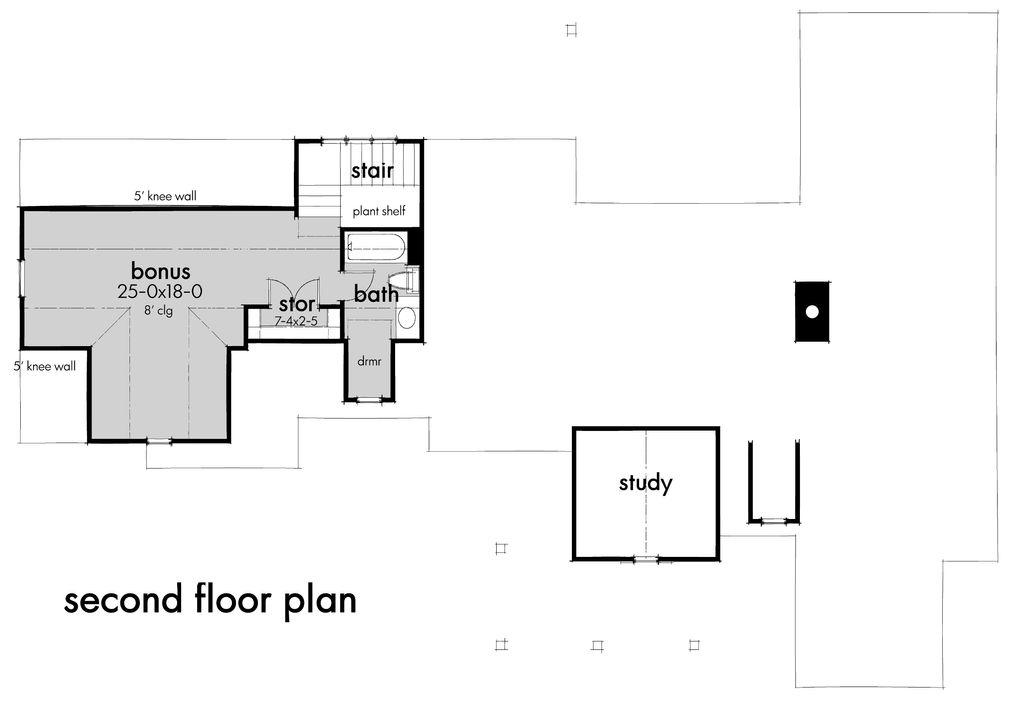 stair
5' knee wall
plant shelf
bonus
25-0x18-0
8' clg
bath
stor
7-4x2-5
drmr
5' knee wall
study
second floor plan